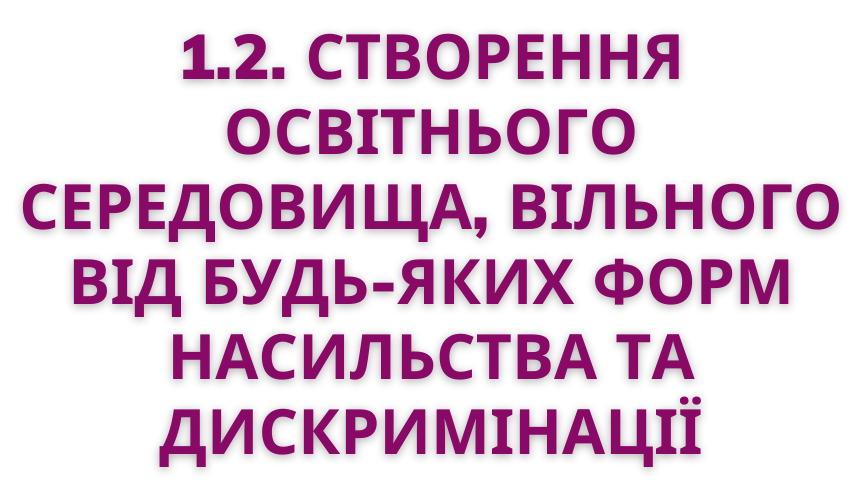 1.2. СТВОРЕННЯ
ОСВІТНЬОГО
СЕРЕДОВИЩА, ВІЛЬНОГО
ВІД БУДЬ-ЯКИХ ФОРМ
НАСИЛЬСТВА ТА
ДИСКРИМІНАЦІЇ